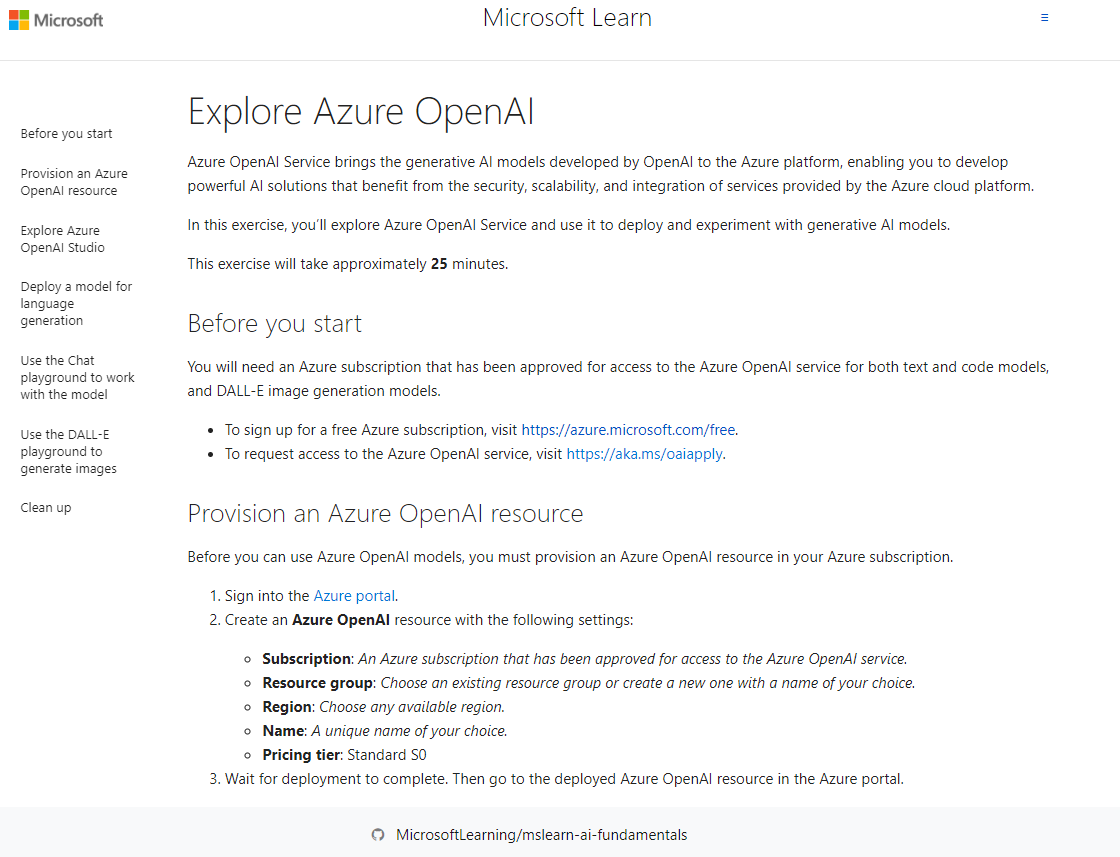 Microsoft
Microsoft Learn
Before you start
Provision an Azure
OpenAI resource
Explore Azure
OpenAI Studio
Deploy a model for
language
generation
Use the Chat
playground to work
with the model
Use the DALL-E
playground to
generate images
Clean up
Explore Azure OpenAI
Azure OpenAI Service brings the generative AI models developed by OpenAI to the Azure platform, enabling you to develop
powerful AI solutions that benefit from the security, scalability, and integration of services provided by the Azure cloud platform.
In this exercise, you’ll explore Azure OpenAI Service and use it to deploy and experiment with generative AI models.
This exercise will take approximately 25 minutes.
Before you start
You will need an Azure subscription that has been approved for access to the Azure OpenAI service for both text and code models,
and DALL-E image generation models.
• To sign up for a free Azure subscription, visit https://azure.microsoft.com/free.
• To request access to the Azure OpenAI service, visit https://aka.ms/oaiapply.
Provision an Azure OpenAI resource
Before you can use Azure OpenAI models, you must provision an Azure OpenAI resource in your Azure subscription.
1. Sign into the Azure portal.
2. Create an Azure OpenAI resource with the following settings:
◦ Subscription: An Azure subscription that has been approved for access to the Azure OpenAI service.
◦ Resource group: Choose an existing resource group or create a new one with a name of your choice.
◦ Region: Choose any available region.
◦ Name: A unique name of your choice.
◦ Pricing tier: Standard S0
3. Wait for deployment to complete. Then go to the deployed Azure OpenAI resource in the Azure portal.
MicrosoftLearning/mslearn-ai-fundamentals